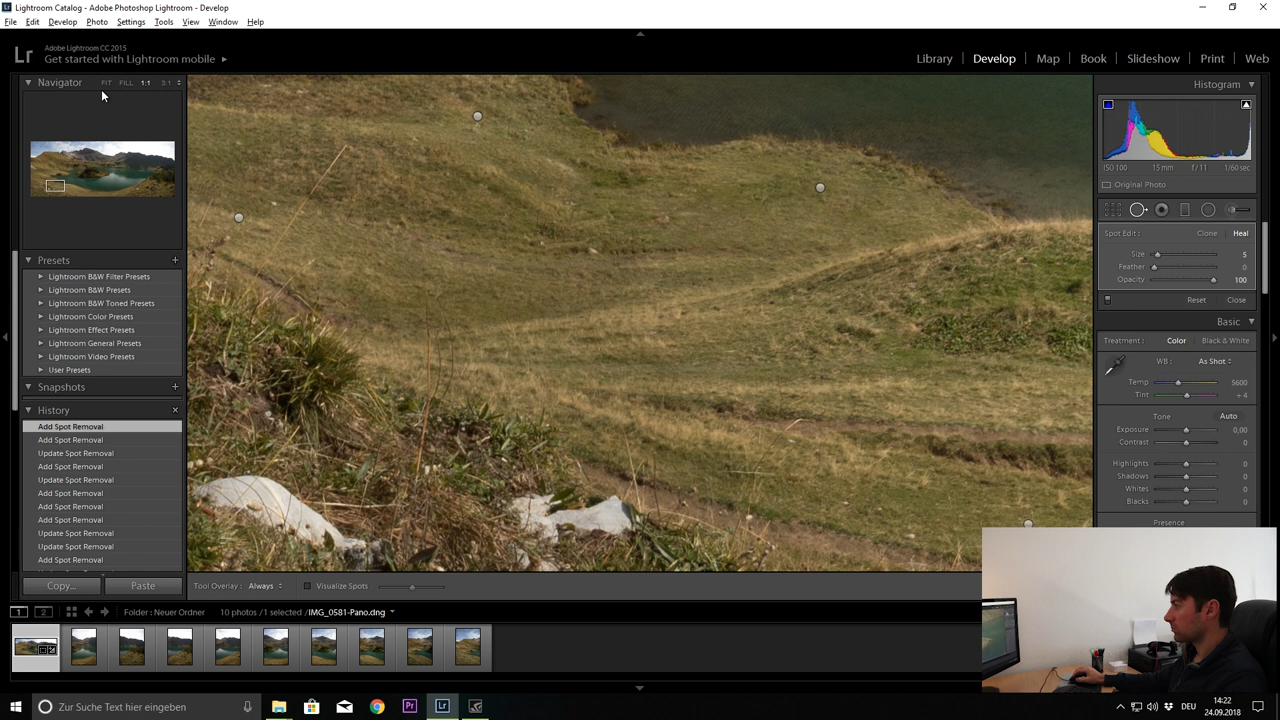 Lightroom Catalog - Adobe Photoshop Lightroom - Develop
File Edit Develop Photo Settings Tools View Window Help
Lr Adobe Lightroom CC 2015
Get started with Lightroom mobile
Library Develop Map Book Slideshow Print Web
Navigator FIT FILL 1:1 3:1
Histogram
ISO 100 15 mm f / 11 1/60 sec
Original Photo
Spot Edit : Clone Heal
Size 5
Feather 0
Opacity 100
Reset Close
Basic
Treatment : Color Black & White
WB : As Shot
Temp 5600
Tint + 4
Tone Auto
Exposure 0,00
Contrast 0
Highlights 0
Shadows 0
Whites 0
Blacks 0
Presence
Presets
Lightroom B&W Filter Presets
Lightroom B&W Presets
Lightroom B&W Toned Presets
Lightroom Color Presets
Lightroom Effect Presets
Lightroom General Presets
Lightroom Video Presets
User Presets
Snapshots
History
Add Spot Removal
Add Spot Removal
Update Spot Removal
Add Spot Removal
Update Spot Removal
Add Spot Removal
Add Spot Removal
Add Spot Removal
Update Spot Removal
Update Spot Removal
Add Spot Removal
Copy... Paste
Tool Overlay : Always Visualize Spots
1 2 Folder : Neuer Ordner 10 photos / 1 selected / IMG_0581-Pano.dng
Zur Suche Text hier eingeben
Pr Lr
DEU
14:22
24.09.2018